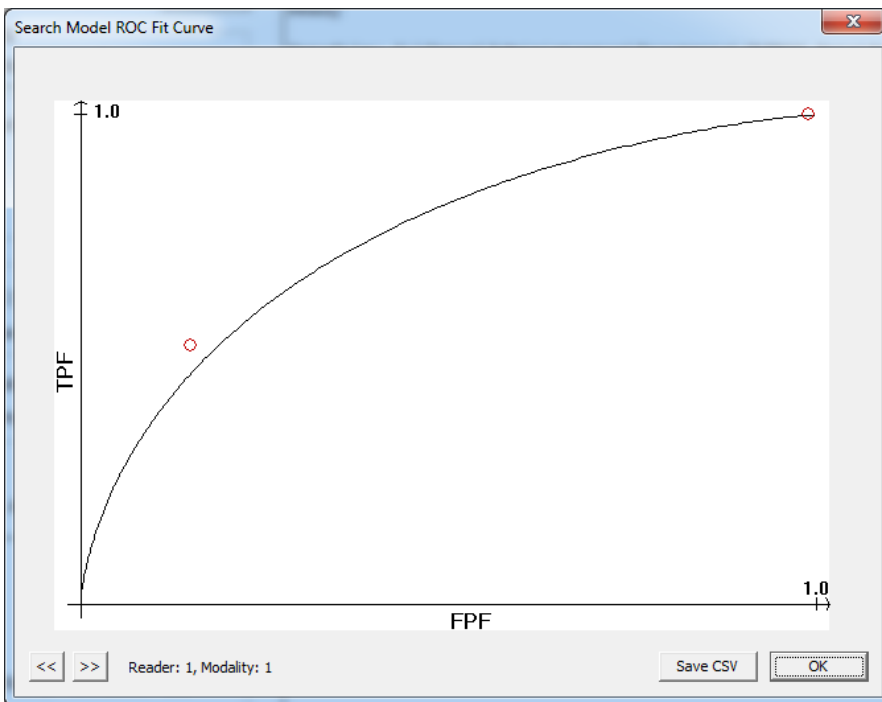 Search Model ROC Fit Curve
1.0
TPF
1.0
FPF
<< >> Reader: 1, Modality: 1 Save CSV OK